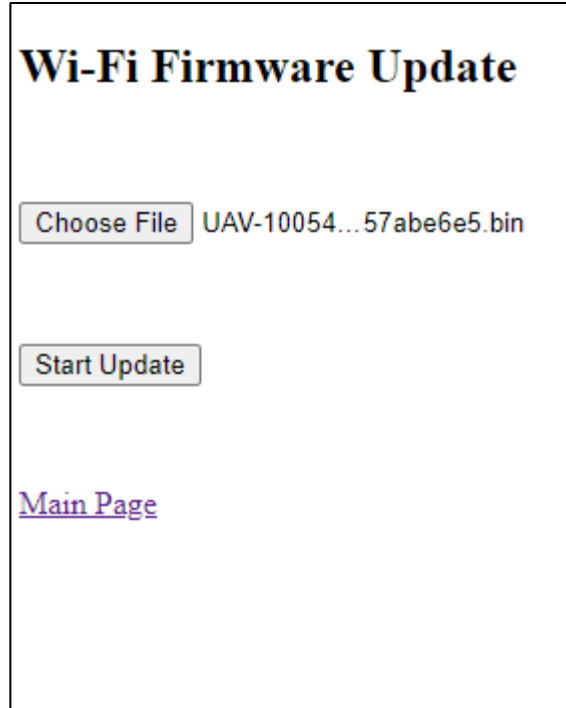 Wi-Fi Firmware Update
Choose File UAV-10054...57abe6e5.bin
Start Update
Main Page